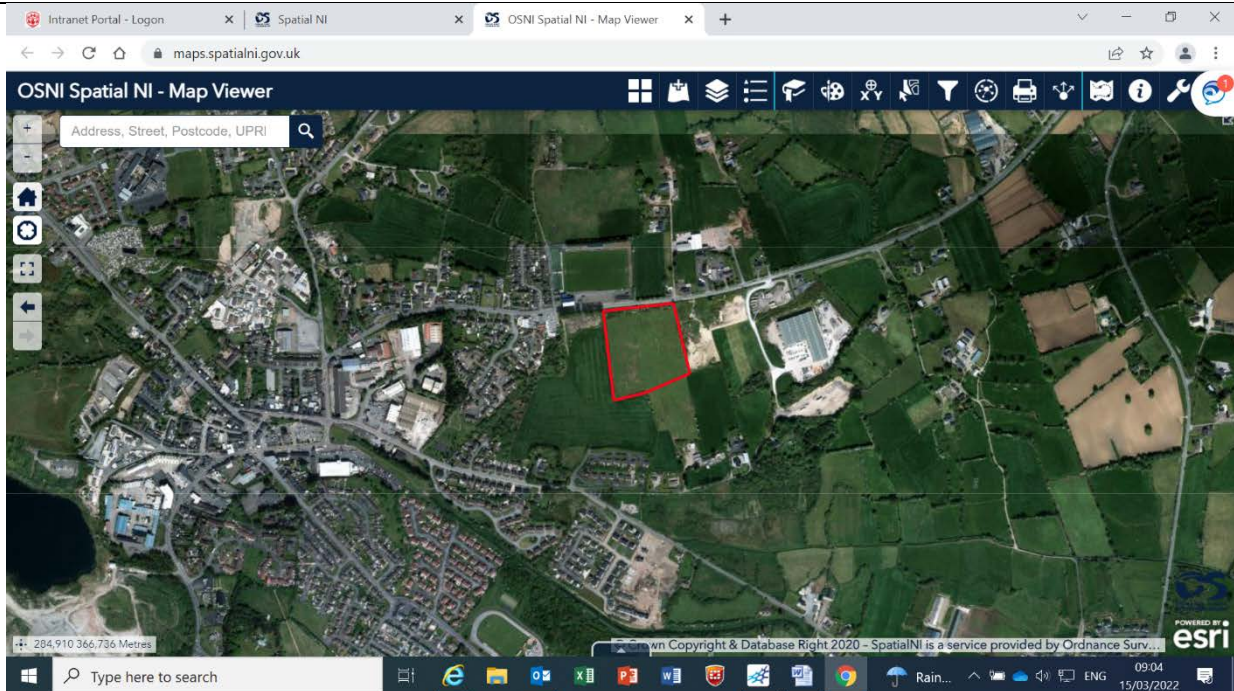 Intranet Portal - Logon
Spatial NI
OSNI Spatial NI - Map Viewer
maps.spatialni.gov.uk
OSNI Spatial NI - Map Viewer
1
Address, Street, Postcode, UPRI
284,910 366,736 Metres
© Crown Copyright & Database Right 2020 - SpatialNI is a service provided by Ordnance Surv...
POWERED BY
esri
Type here to search
Rain...
ENG
09:04
15/03/2022